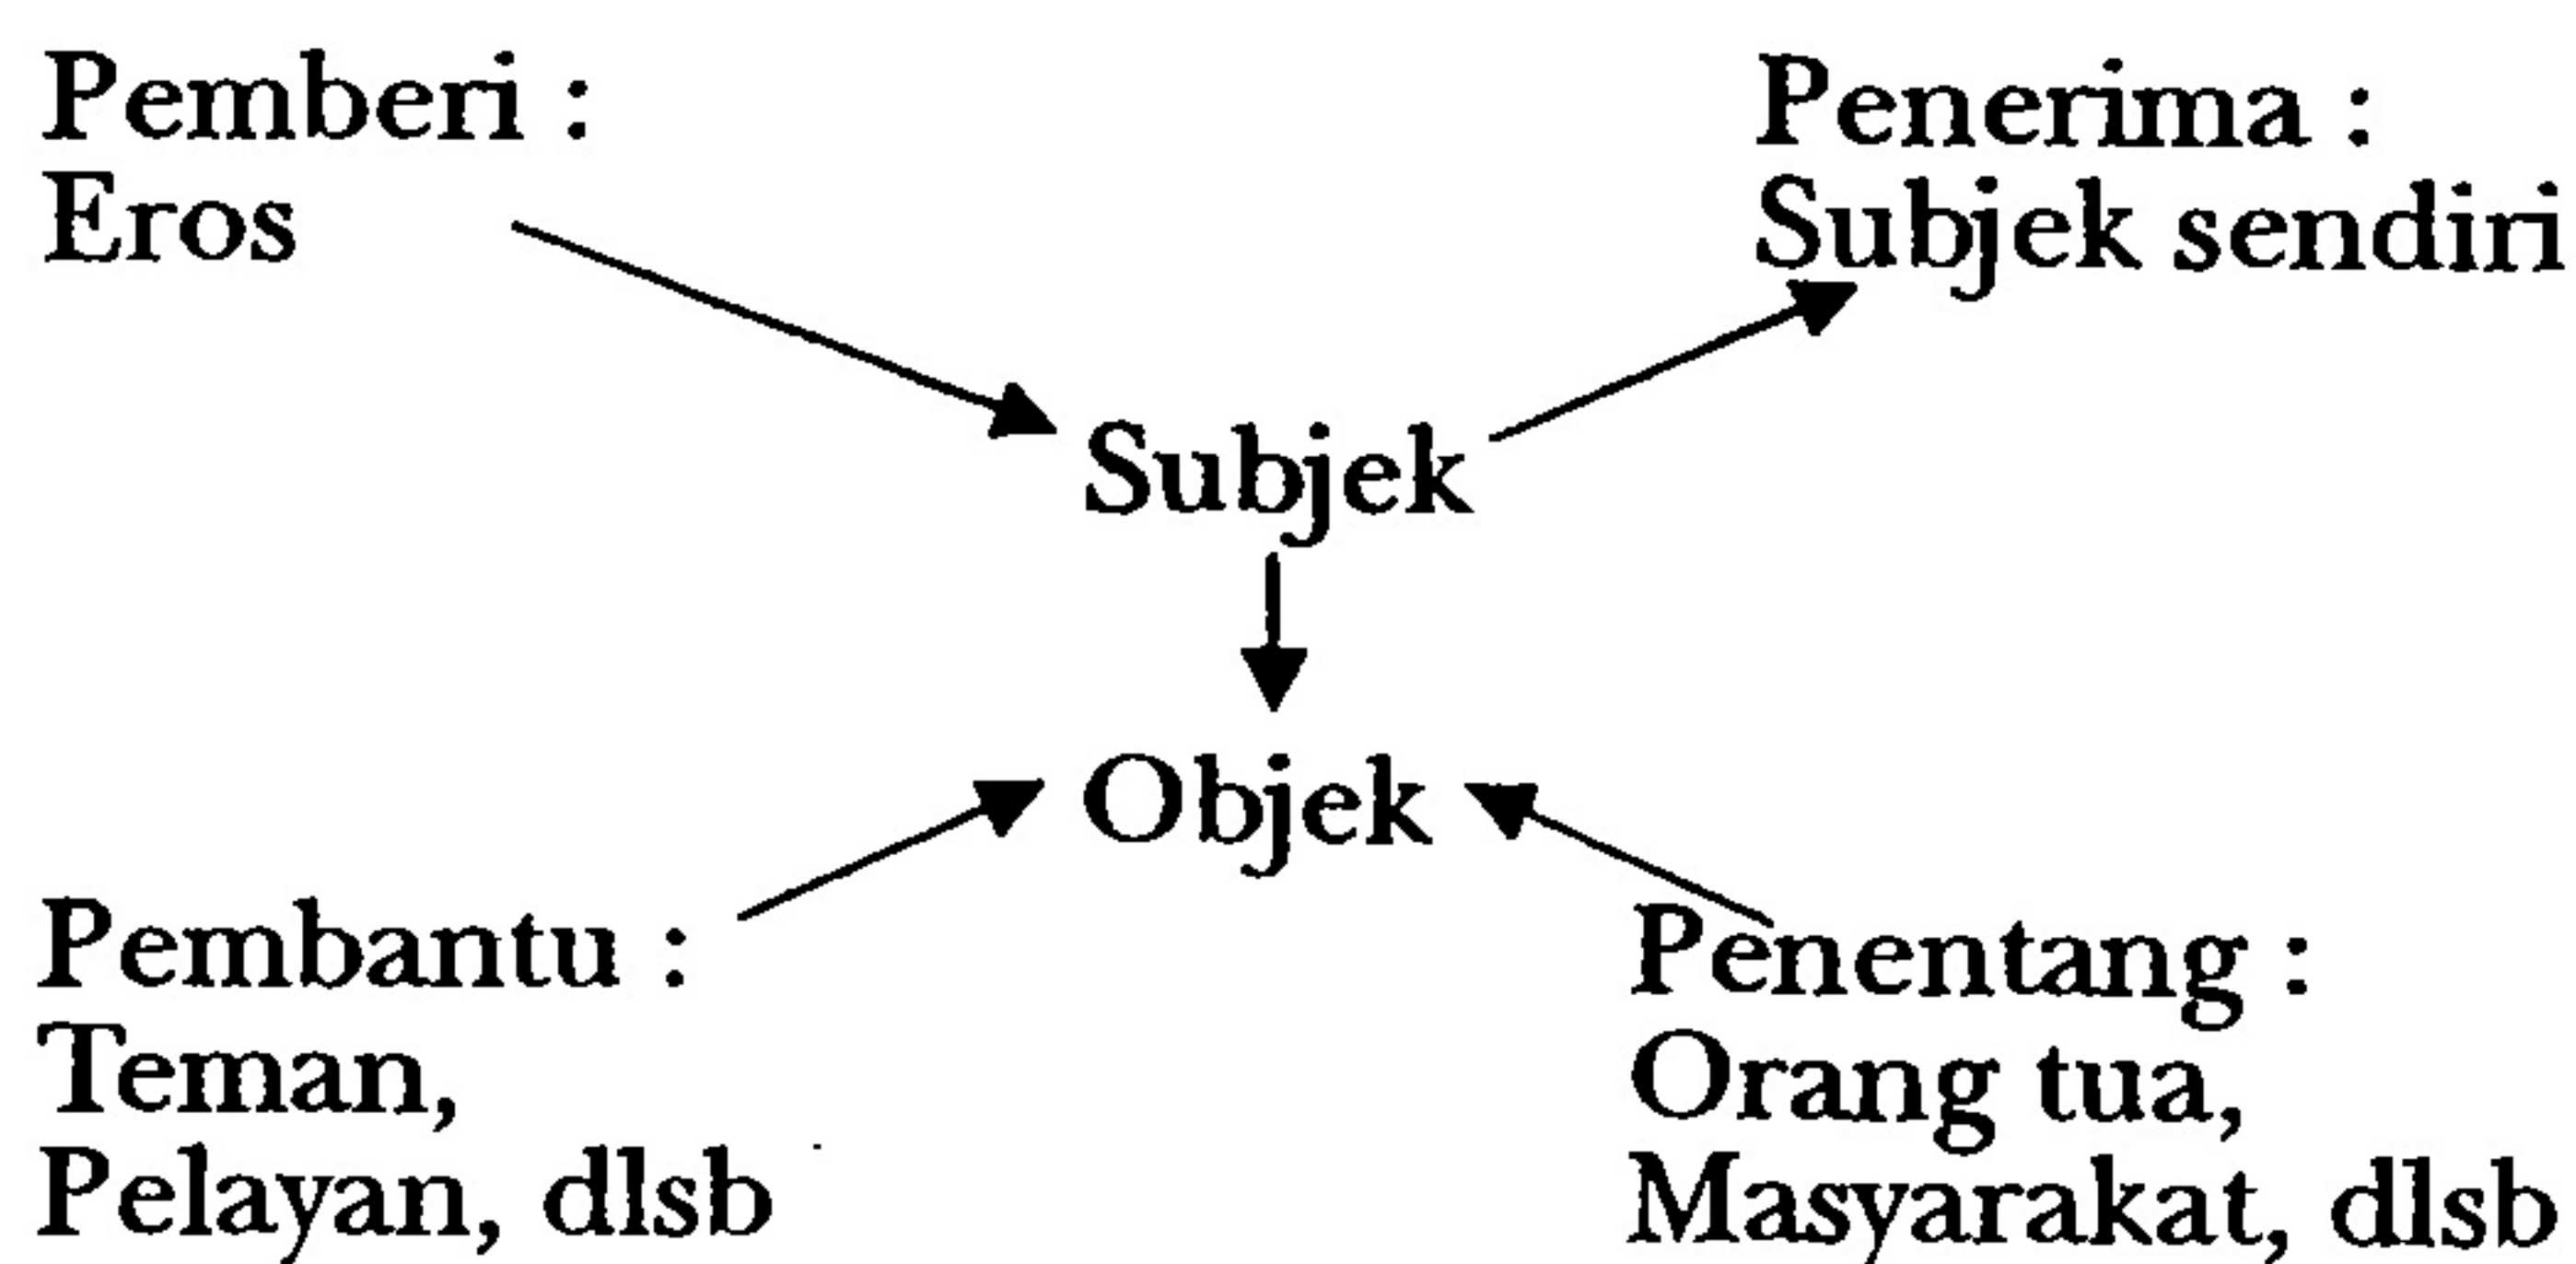 Pemberi :
Eros
Penerima :
Subjek sendiri
Subjek
Objek
Pembantu :
Teman,
Pelayan, dlsb
Penentang :
Orang tua,
Masyarakat, dlsb